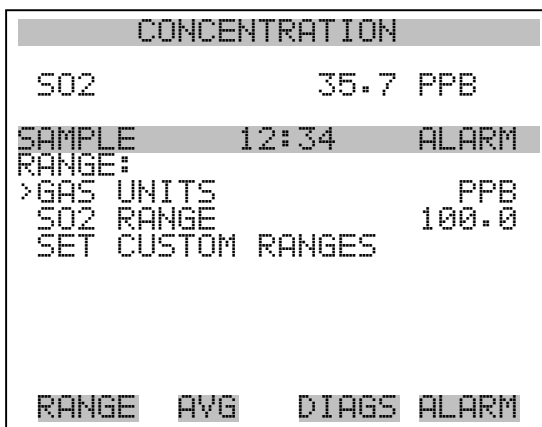 CONCENTRATION
SO2 35.7 PPB
SAMPLE 12:34 ALARM
RANGE:
>GAS UNITS PPB
SO2 RANGE 100.0
SET CUSTOM RANGES
RANGE AVG DIAGS ALARM